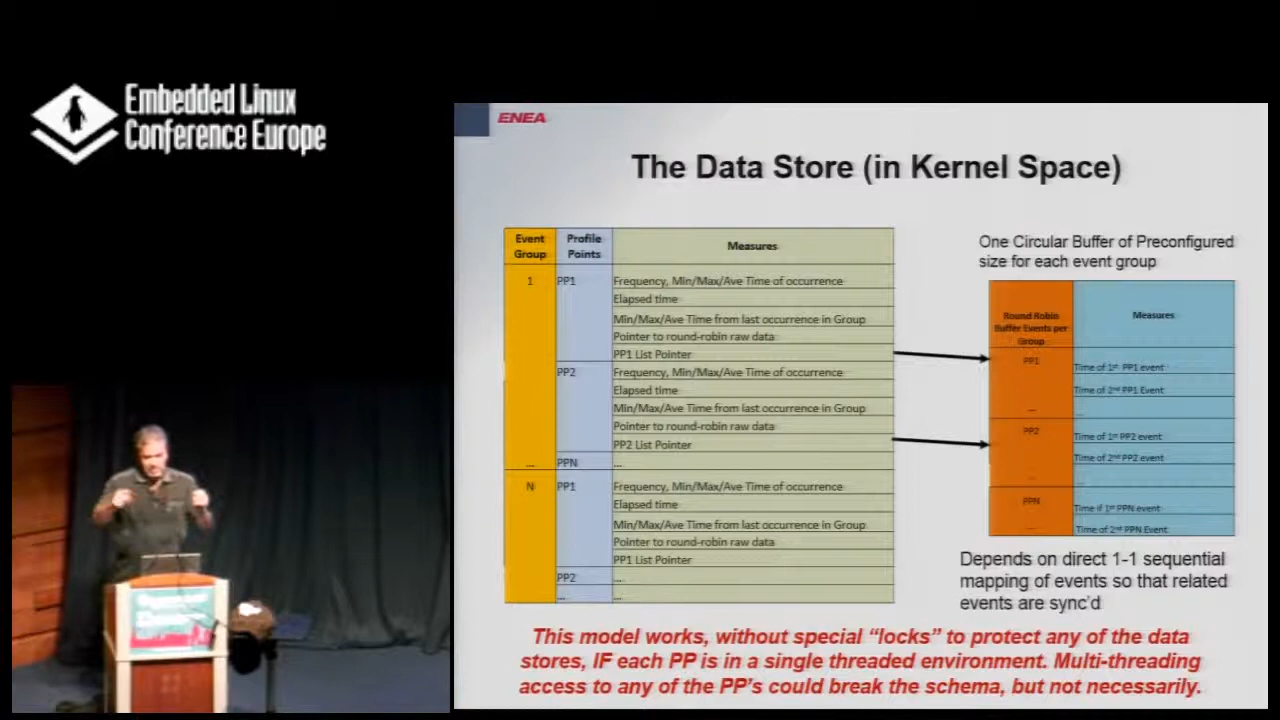 Embedded Linux
Conference Europe
ENEA
The Data Store (in Kernel Space)
Event Group
Profile Points
Measures
1
PP1
Frequency, Min/Max/Ave Time of occurrence
Elapsed time
Min/Max/Ave Time from last occurrence in Group
Pointer to round-robin raw data
PP1 List Pointer
PP2
Frequency, Min/Max/Ave Time of occurrence
Elapsed time
Min/Max/Ave Time from last occurrence in Group
Pointer to round-robin raw data
PP2 List Pointer
... PPN ...
N
PP1
Frequency, Min/Max/Ave Time of occurrence
Elapsed time
Min/Max/Ave Time from last occurrence in Group
Pointer to round-robin raw data
PP1 List Pointer
PP2 ...
... ...
One Circular Buffer of Preconfigured
size for each event group
Round Robin
Buffer Events per
Group
Measures
PP1
Time of 1st PP1 event
Time of 2nd PP1 Event
... ...
PP2
Time of 1st PP2 event
Time of 2nd PP2 event
... ...
PPN
Time if 1st PPN event
... Time of 2nd PPN Event
Depends on direct 1-1 sequential
mapping of events so that related
events are sync'd
This model works, without special “locks” to protect any of the data
stores, IF each PP is in a single threaded environment. Multi-threading
access to any of the PP's could break the schema, but not necessarily.